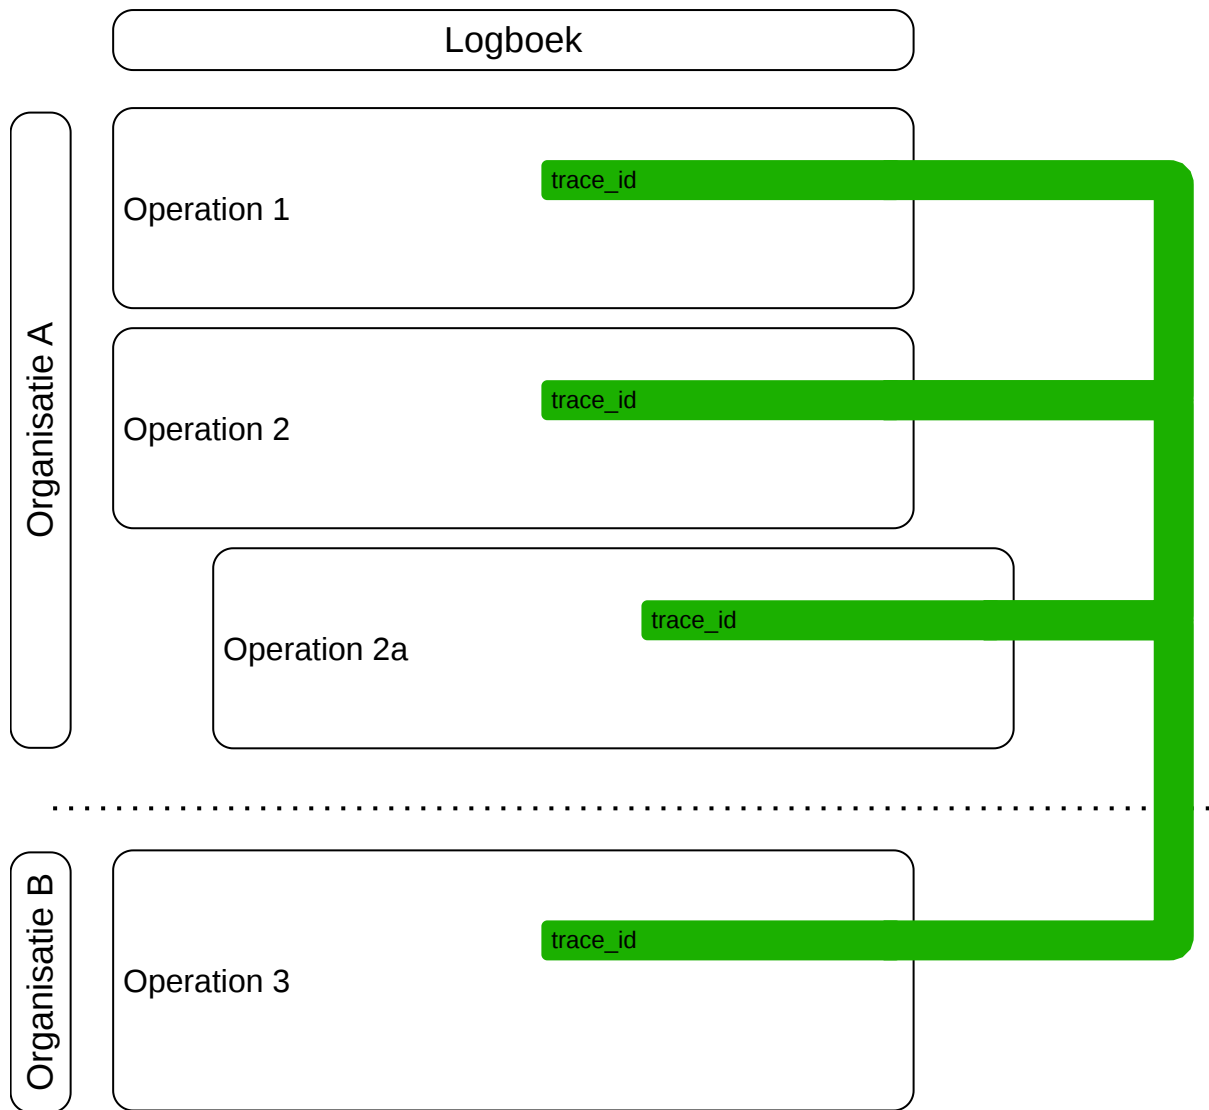 Logboek
Organisatie A
Operation 1
trace_id
Operation 2
trace_id
Operation 2a
trace_id
Organisatie B
Operation 3
trace_id